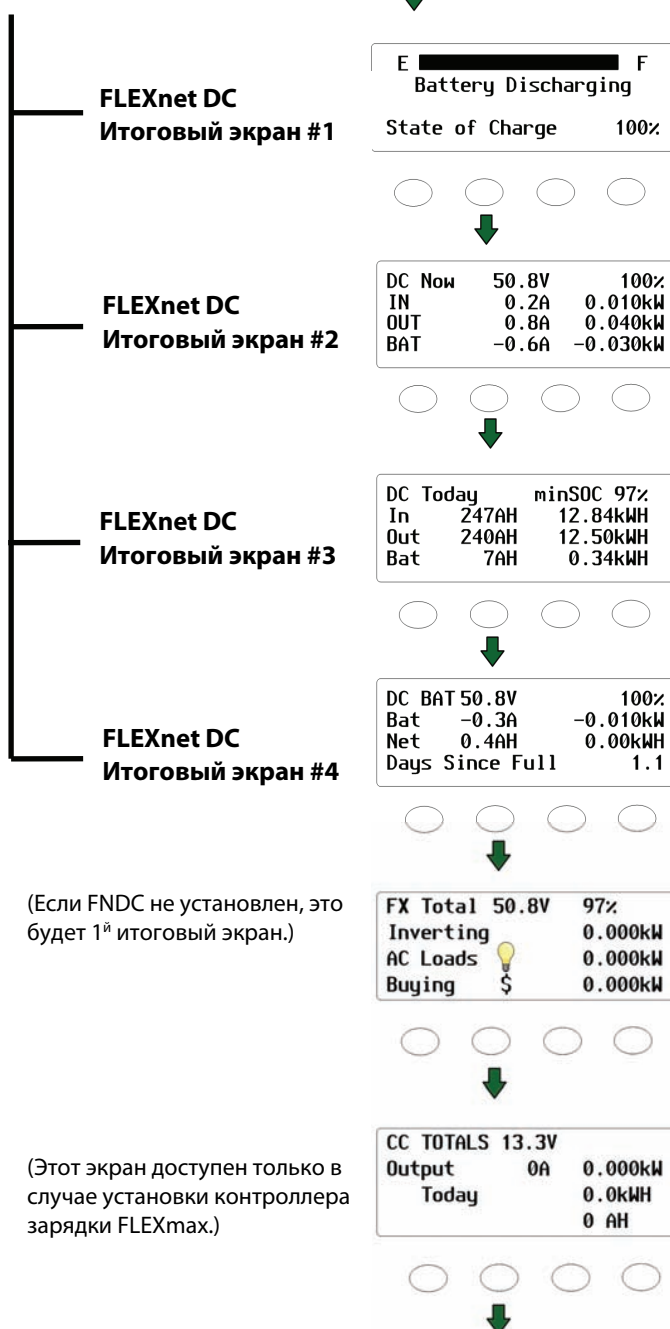 FLEXnet DC
Итоговый экран #1
E F
Battery Discharging
State of Charge 100%
FLEXnet DC
Итоговый экран #2
DC Now 50.8V 100%
IN 0.2A 0.010kW
OUT 0.8A 0.040kW
BAT -0.6A -0.030kW
FLEXnet DC
Итоговый экран #3
DC Today minSOC 97%
In 247AH 12.84kWH
Out 240AH 12.50kWH
Bat 7AH 0.34kWH
FLEXnet DC
Итоговый экран #4
DC BAT 50.8V 100%
Bat -0.3A -0.010kW
Net 0.4AH 0.00kWH
Days Since Full 1.1
(Если FNDC не установлен, это
будет 1й итоговый экран.)
FX Total 50.8V 97%
Inverting 0.000kW
AC Loads 0.000kW
Buying $ 0.000kW
(Этот экран доступен только в
случае установки контроллера
зарядки FLEXmax.)
CC TOTALS 13.3V
Output 0A 0.000kW
Today 0.0kWH
0 AH